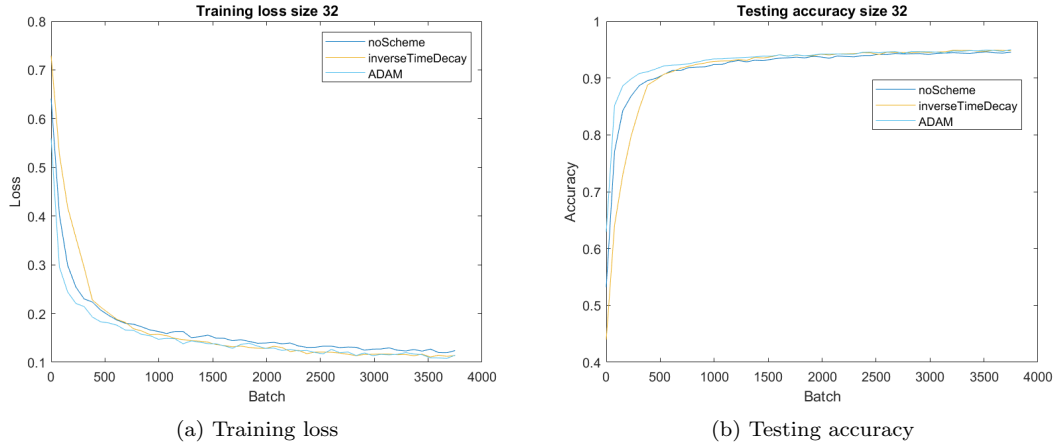 Training loss size 32
0.8
0.7
0.6
0.5
0.4
0.3
0.2
0.1
Loss
0
500
1000
1500
2000
2500
3000
3500
4000
Batch
noScheme
inverseTimeDecay
ADAM
(a) Training loss
Testing accuracy size 32
1
0.9
0.8
0.7
0.6
0.5
0.4
Accuracy
0
500
1000
1500
2000
2500
3000
3500
4000
Batch
noScheme
inverseTimeDecay
ADAM
(b) Testing accuracy